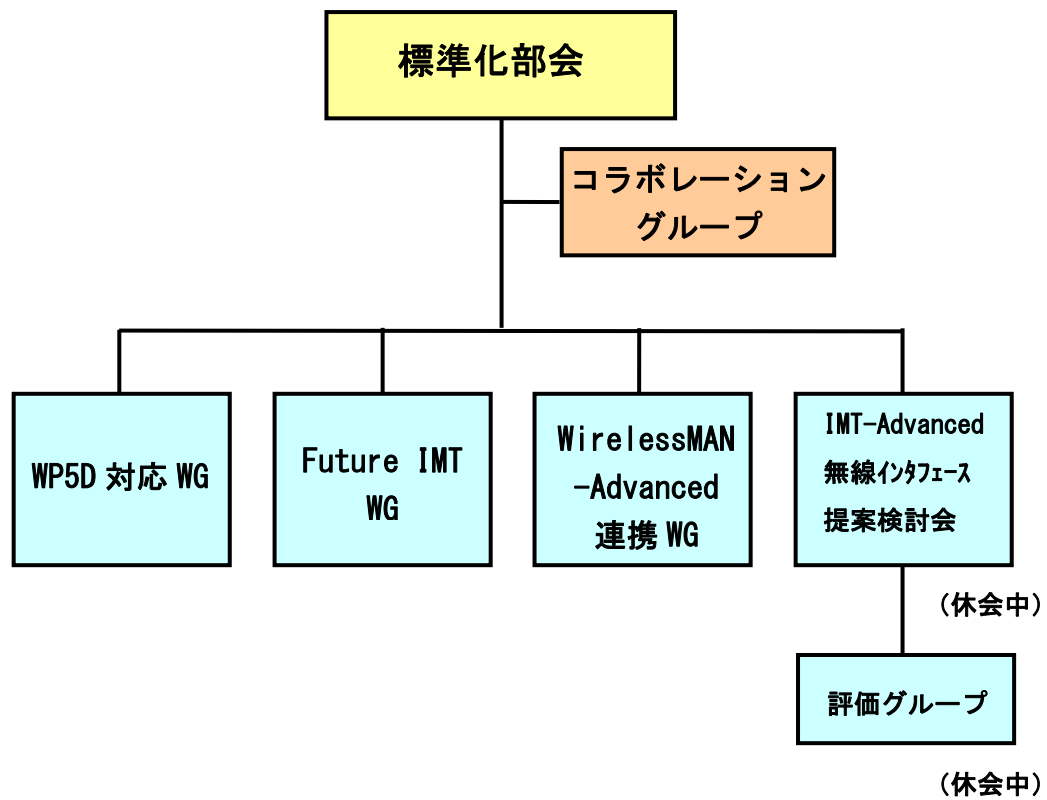 標準化部会
コラボレーション
グループ
WP5D 対応 WG
Future IMT
WG
WirelessMAN
-Advanced
連携 WG
IMT-Advanced
無線ｲﾝﾀﾌｪｰｽ
提案検討会
(休会中)
評価グループ
(休会中)